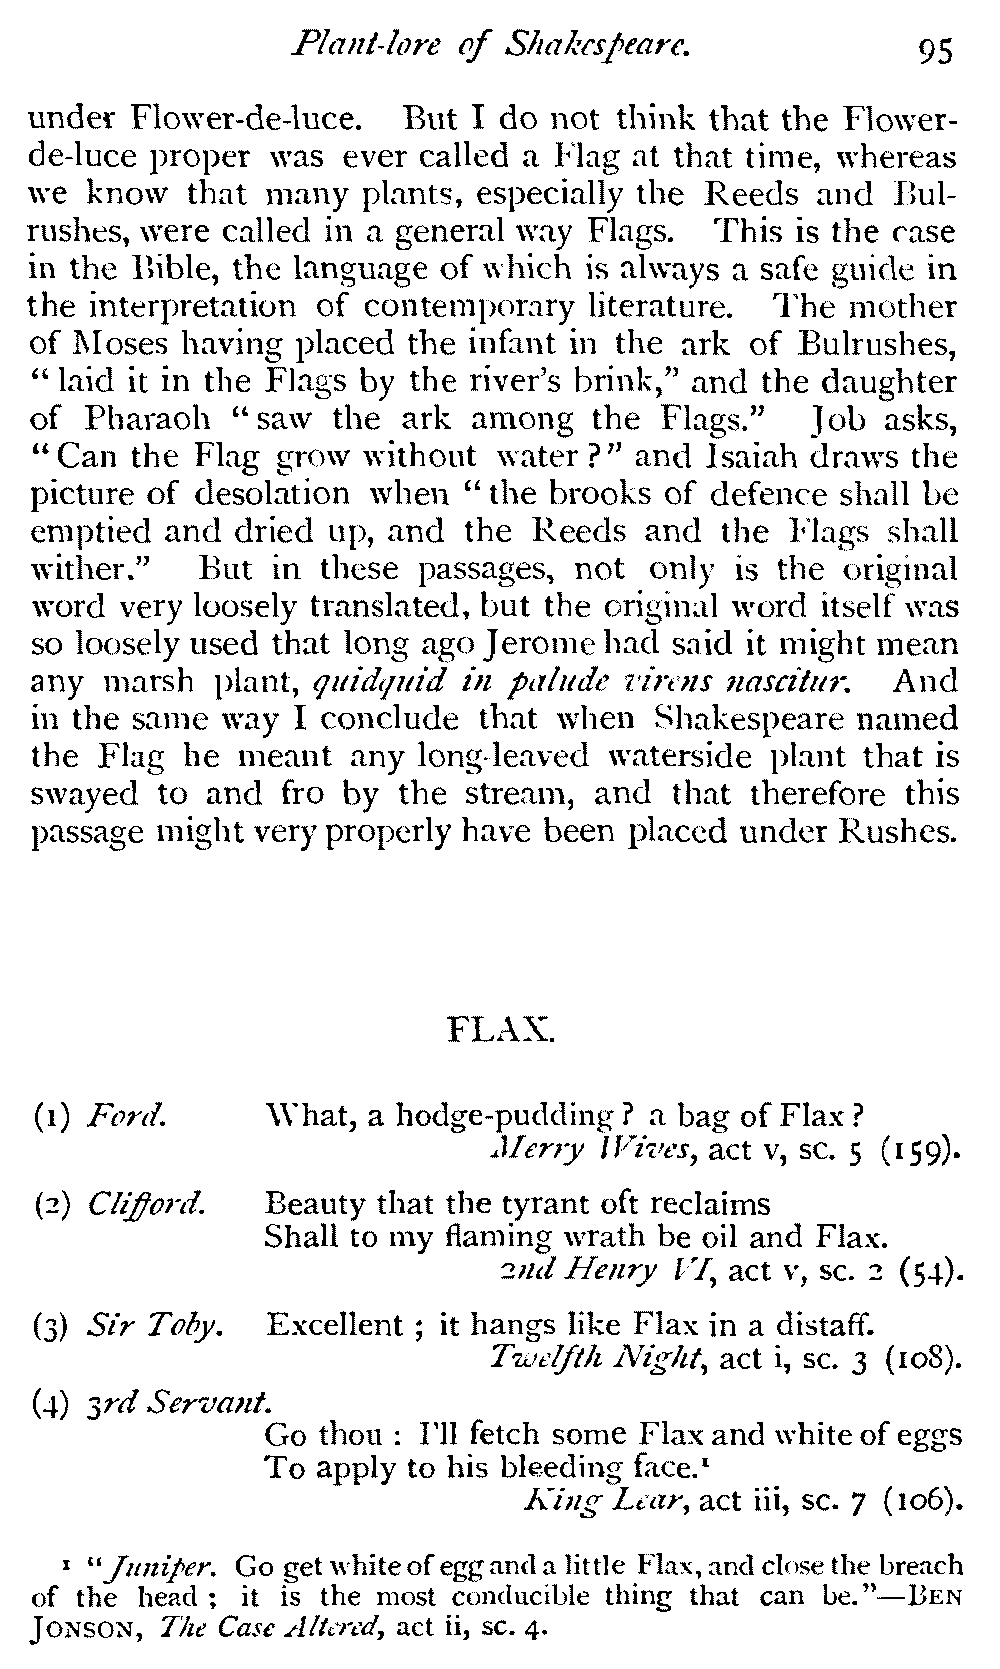 Plant-lore of Shakespeare. 95
under Flower-de-luce. But I do not think that the Flower-
de-luce proper was ever called a Flag at that time, whereas
we know that many plants, especially the Reeds and Bul-
rushes, were called in a general way Flags. This is the case
in the Bible, the language of which is always a safe guide in
the interpretation of contemporary literature. The mother
of Moses having placed the infant in the ark of Bulrushes,
“laid it in the Flags by the river's brink,” and the daughter
of Pharaoh “saw the ark among the Flags.” Job asks,
“Can the Flag grow without water?” and Isaiah draws the
picture of desolation when “the brooks of defence shall be
emptied and dried up, and the Reeds and the Flags shall
wither.” But in these passages, not only is the original
word very loosely translated, but the original word itself was
so loosely used that long ago Jerome had said it might mean
any marsh plant, quidquid in palude virens nascitur. And
in the same way I conclude that when Shakespeare named
the Flag he meant any long-leaved waterside plant that is
swayed to and fro by the stream, and that therefore this
passage might very properly have been placed under Rushes.
FLAX.
(1) Ford. What, a hodge-pudding? a bag of Flax?
Merry Wives, act v, sc. 5 (159).
(2) Clifford. Beauty that the tyrant oft reclaims
Shall to my flaming wrath be oil and Flax.
2nd Henry VI, act v, sc. 2 (54).
(3) Sir Toby. Excellent; it hangs like Flax in a distaff.
Twelfth Night, act i, sc. 3 (108).
(4) 3rd Servant.
Go thou: I'll fetch some Flax and white of eggs
To apply to his bleeding face.¹
King Lear, act iii, sc. 7 (106).
¹ “Juniper. Go get white of egg and a little Flax, and close the breach
of the head; it is the most conducible thing that can be.”—BEN
JONSON, The Case Altered, act ii, sc. 4.